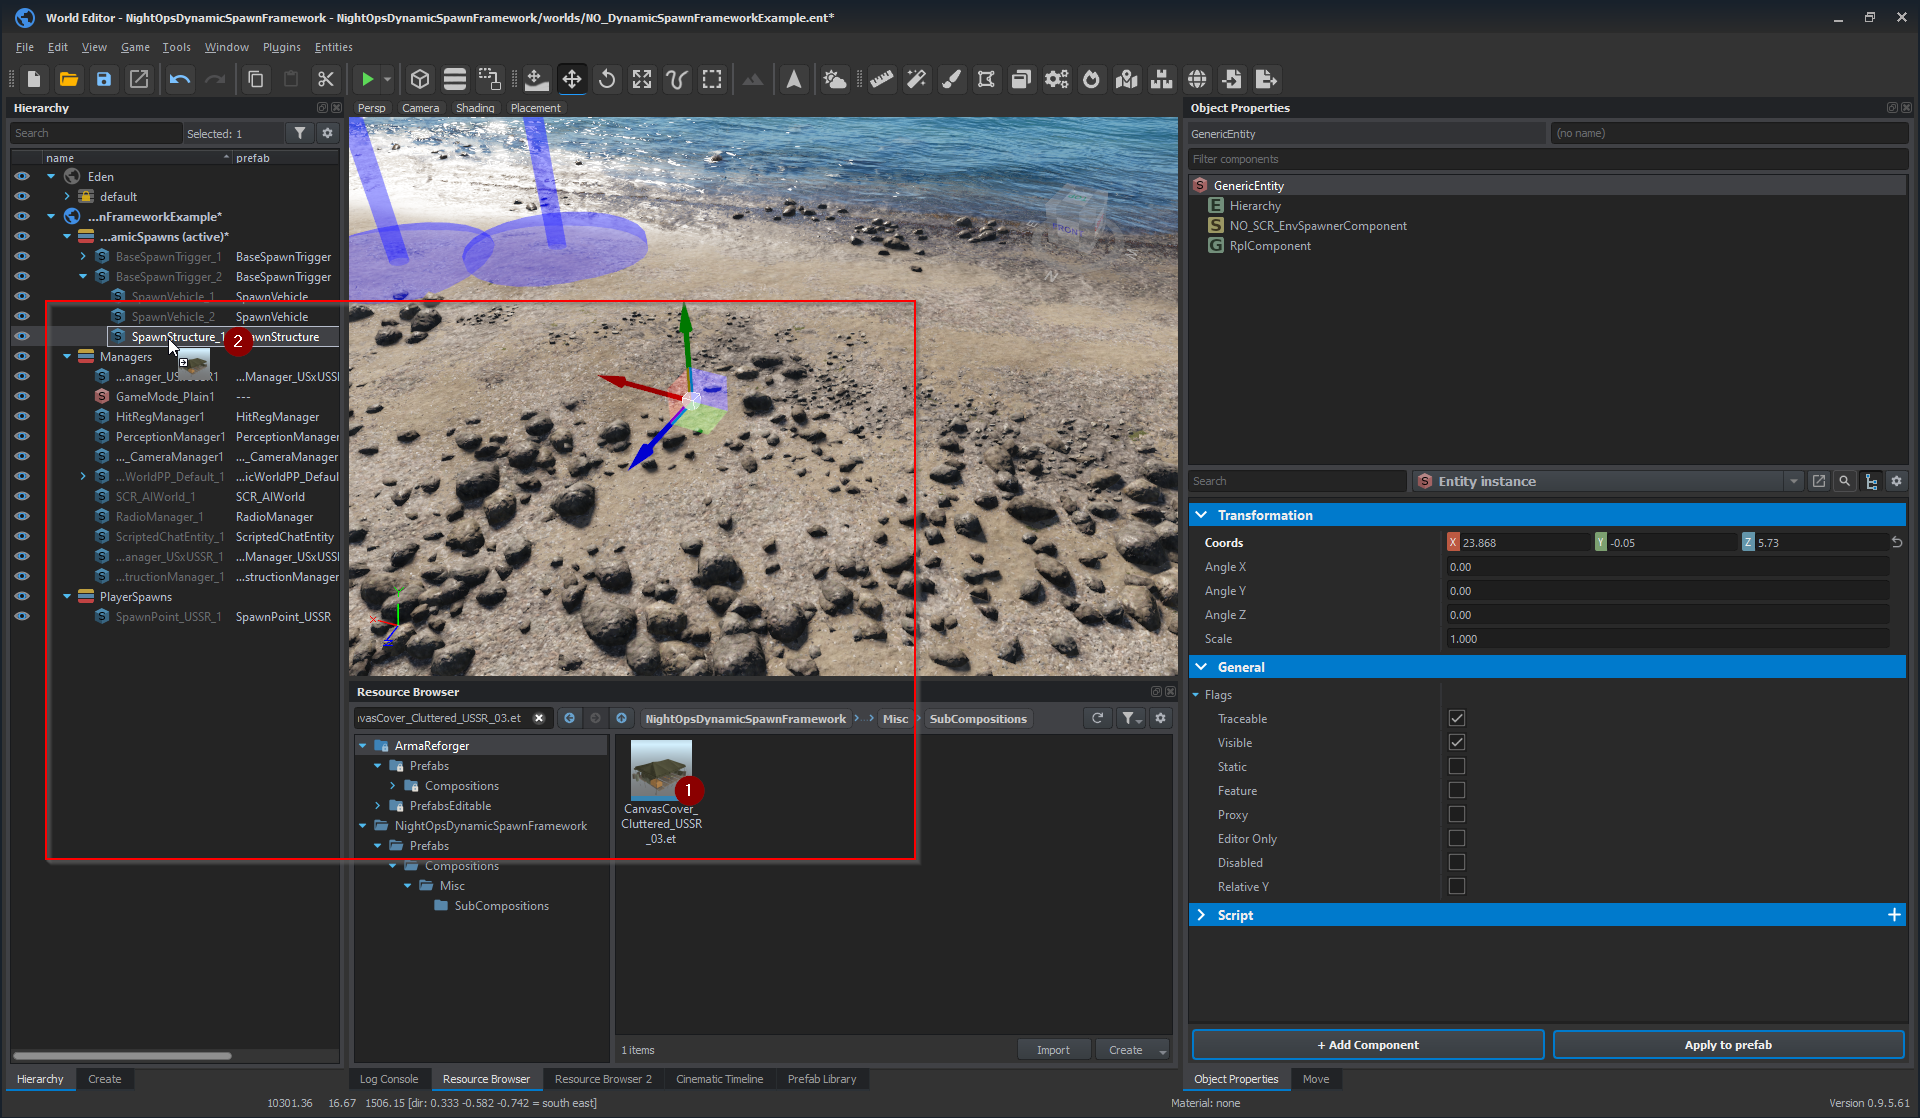 World Editor - NightOpsDynamicSpawnFramework - NightOpsDynamicSpawnFramework/worlds/NO_DynamicSpawnFrameworkExample.ent*
File Edit View Game Tools Window Plugins Entities
Hierarchy
Search
Selected: 1
name prefab
Eden
default
...nFrameworkExample*
...amicSpawns (active)*
BaseSpawnTrigger_1 BaseSpawnTrigger
BaseSpawnTrigger_2 BaseSpawnTrigger
SpawnVehicle_1 SpawnVehicle
SpawnVehicle_2 SpawnVehicle
SpawnStructure_1 2 wnStructure
Managers
...anager_US 1 ...Manager_USxUSS
GameMode_Plain1 ---
HitRegManager1 HitRegManager
PerceptionManager1 PerceptionManager
..._CameraManager1 ..._CameraManager
...WorldPP_Default_1 ...icWorldPP_Defaul
SCR_AIWorld_1 SCR_AIWorld
RadioManager_1 RadioManager
ScriptedChatEntity_1 ScriptedChatEntity
...anager_USxUSSR_1 ...Manager_USxUSS
...tructionManager_1 ...structionManager
PlayerSpawns
SpawnPoint_USSR_1 SpawnPoint_USSR
Hierarchy Create
Persp Camera Shading Placement
FRONT
N
X
Y
Z
Resource Browser
vasCover_Cluttered_USSR_03.et
NightOpsDynamicSpawnFramework > ... > Misc > SubCompositions
ArmaReforger
Prefabs
Compositions
PrefabsEditable
NightOpsDynamicSpawnFramework
Prefabs
Compositions
Misc
SubCompositions
1
CanvasCover_
Cluttered_USSR
_03.et
1 items
Import Create
Log Console Resource Browser Resource Browser 2 Cinematic Timeline Prefab Library
Object Properties
GenericEntity (no name)
Filter components
S GenericEntity
E Hierarchy
S NO_SCR_EnvSpawnerComponent
G RplComponent
Search
S Entity instance
Transformation
Coords X 23.868 Y -0.05 Z 5.73
Angle X 0.00
Angle Y 0.00
Angle Z 0.00
Scale 1.000
General
Flags
Traceable
Visible
Static
Feature
Proxy
Editor Only
Disabled
Relative Y
Script +
+ Add Component Apply to prefab
Object Properties Move
10301.36 16.67 1506.15 [dir: 0.333 -0.582 -0.742 = south east]
Material: none
Version 0.9.5.61